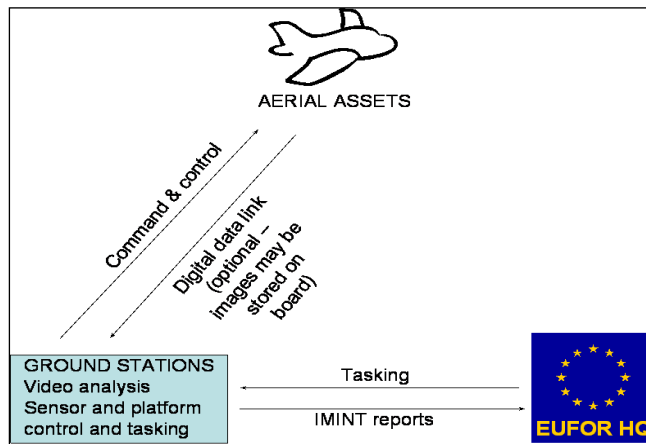 AERIAL ASSETS
Command & control
Digital data link
(optional –
images may be
stored on
board)
GROUND STATIONS
Video analysis
Sensor and platform
control and tasking
Tasking
IMINT reports
EUFOR HQ